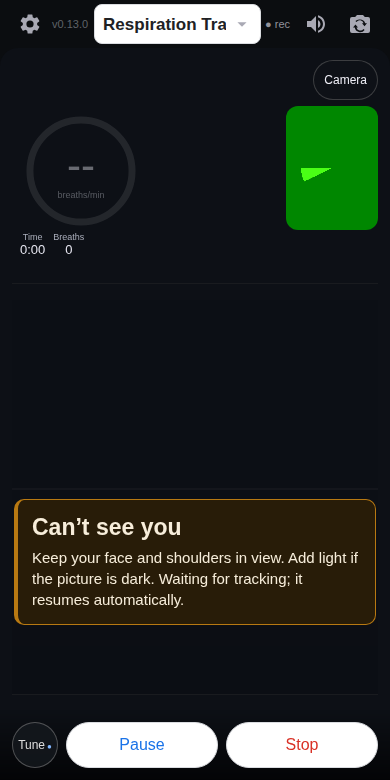 v0.13.0
Respiration Tra
● rec
Camera
--
breaths/min
Time
Breaths
0:00
0
Can’t see you
Keep your face and shoulders in view. Add light if
the picture is dark. Waiting for tracking; it
resumes automatically.
Tune
Pause
Stop